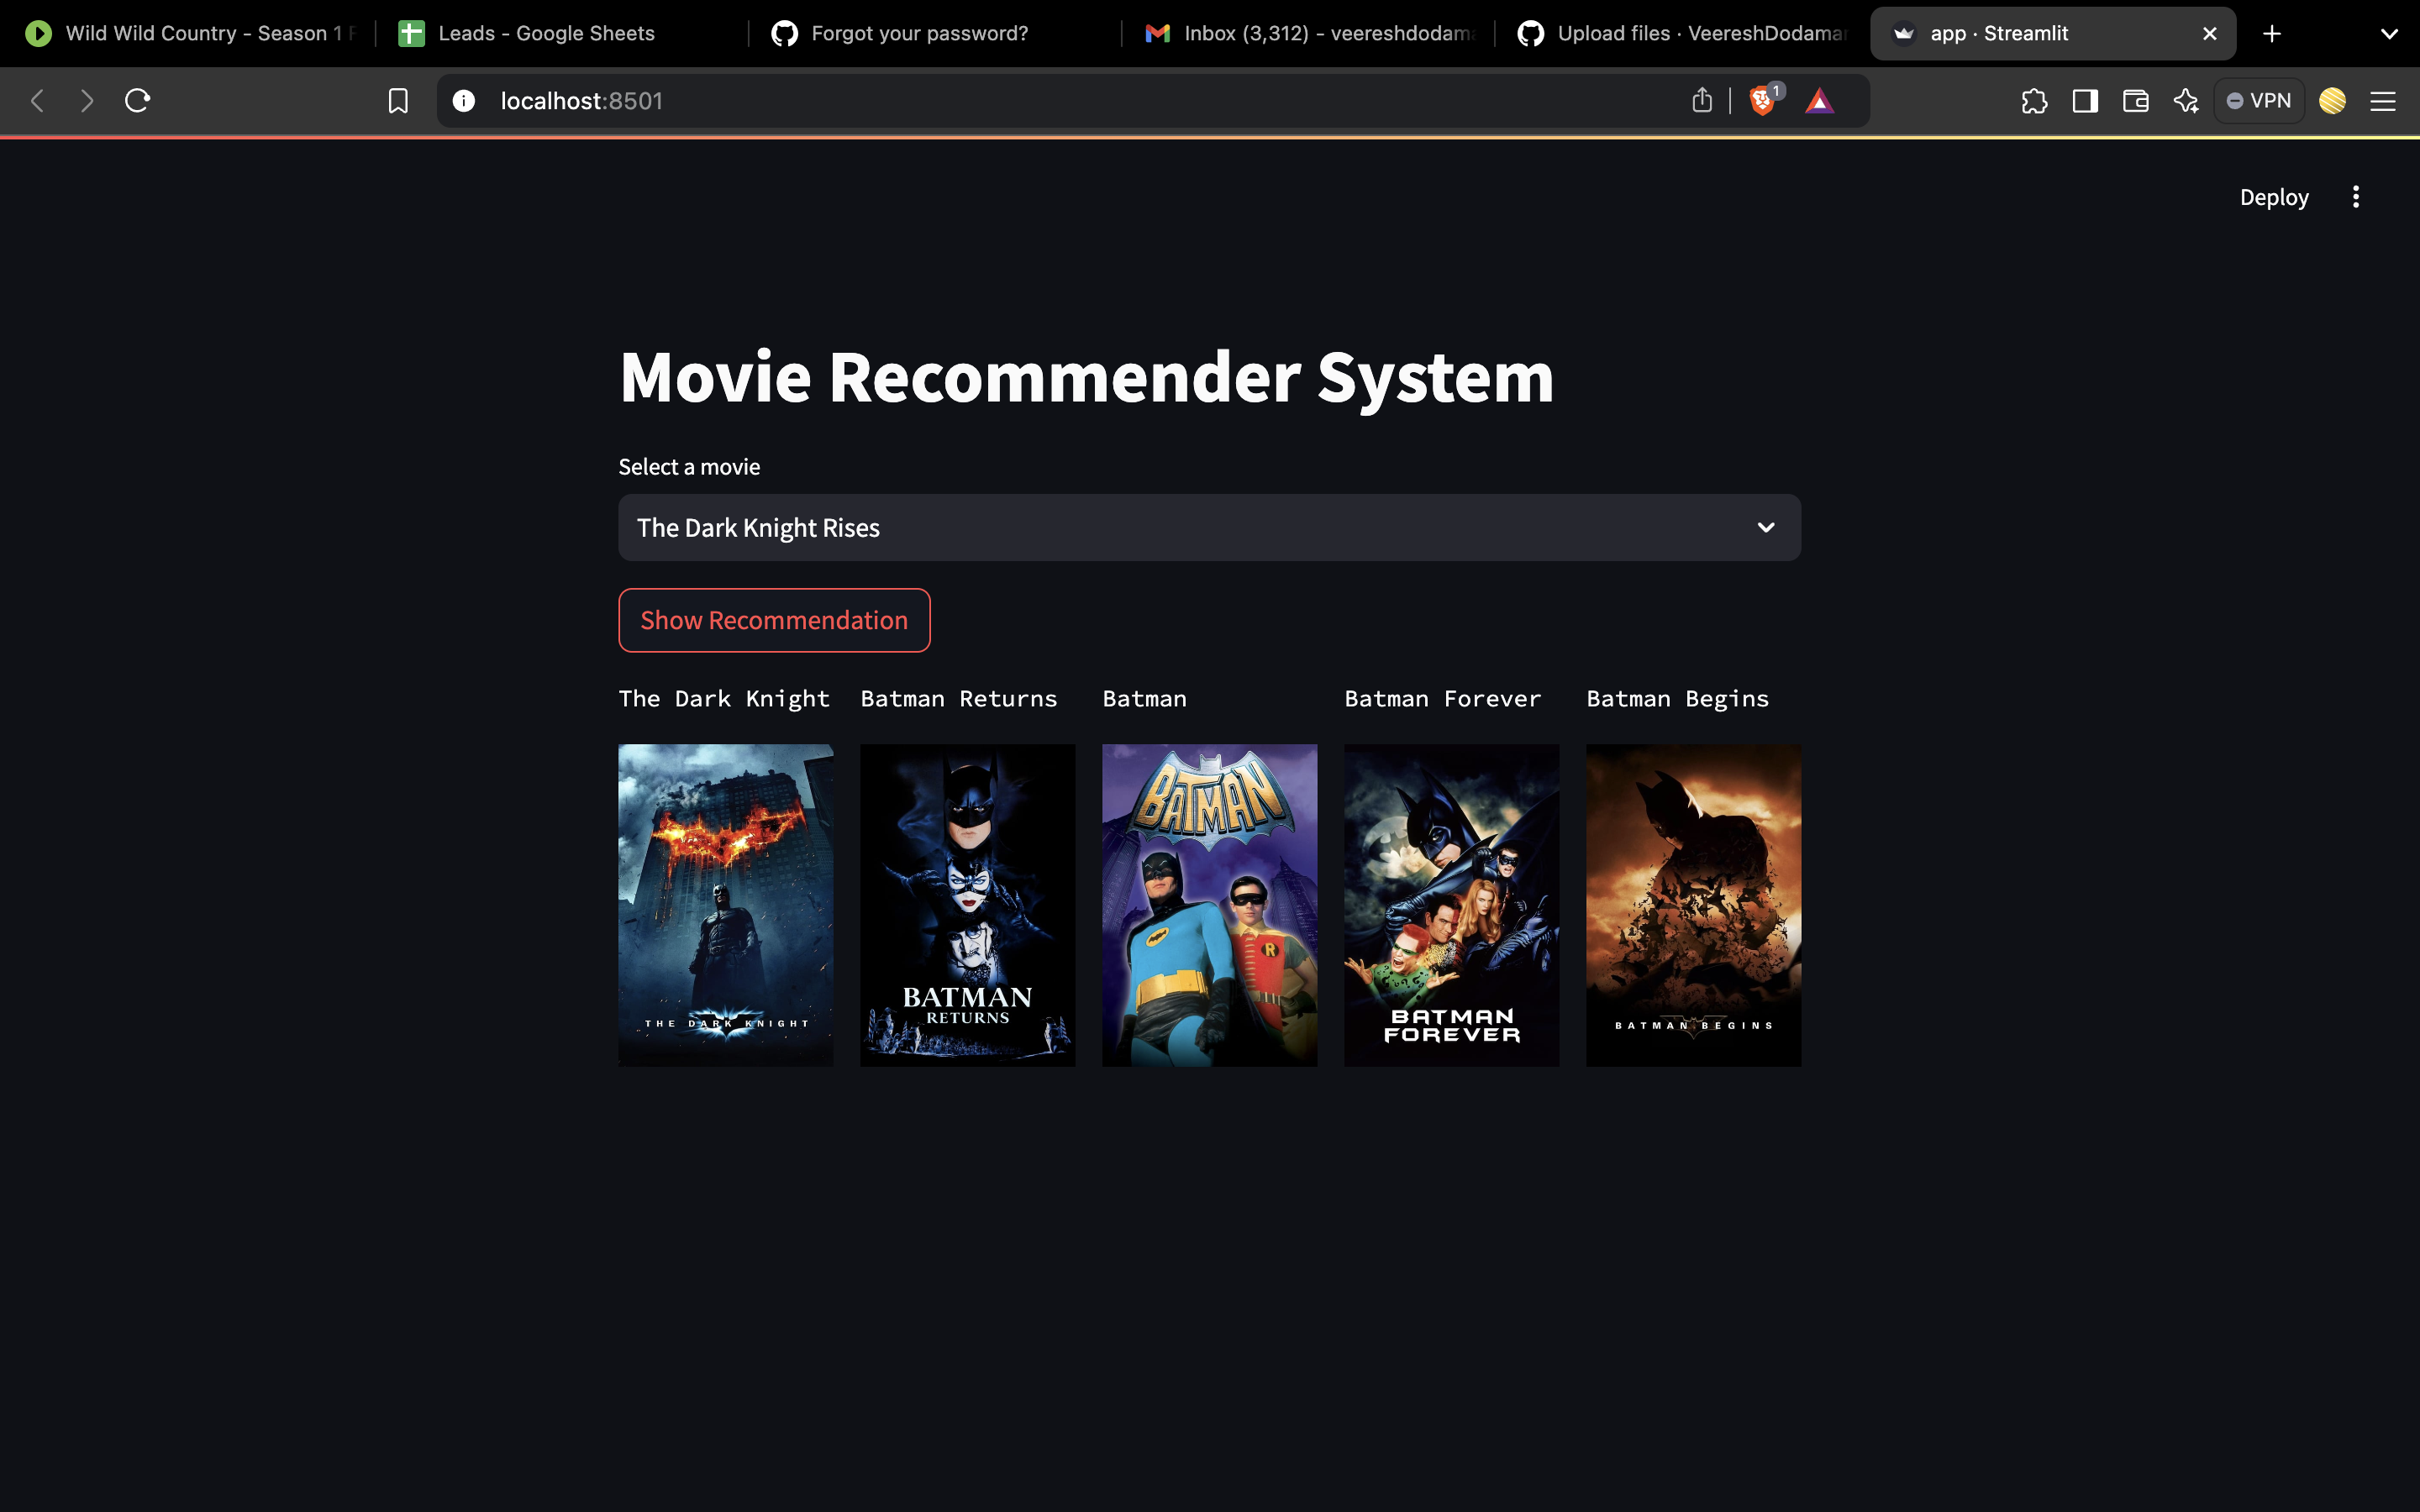 Wild Wild Country - Season 1 F
Leads - Google Sheets
Forgot your password?
Inbox (3,312) - veereshdodama
Upload files · VeereshDodamar
app · Streamlit
localhost:8501
1
VPN
Deploy
Movie Recommender System
Select a movie
The Dark Knight Rises
Show Recommendation
The Dark Knight
Batman Returns
Batman
Batman Forever
Batman Begins
THE DARK KNIGHT
BATMAN
RETURNS
BATMAN
R
BATMAN
FOREVER
BATMAN BEGINS